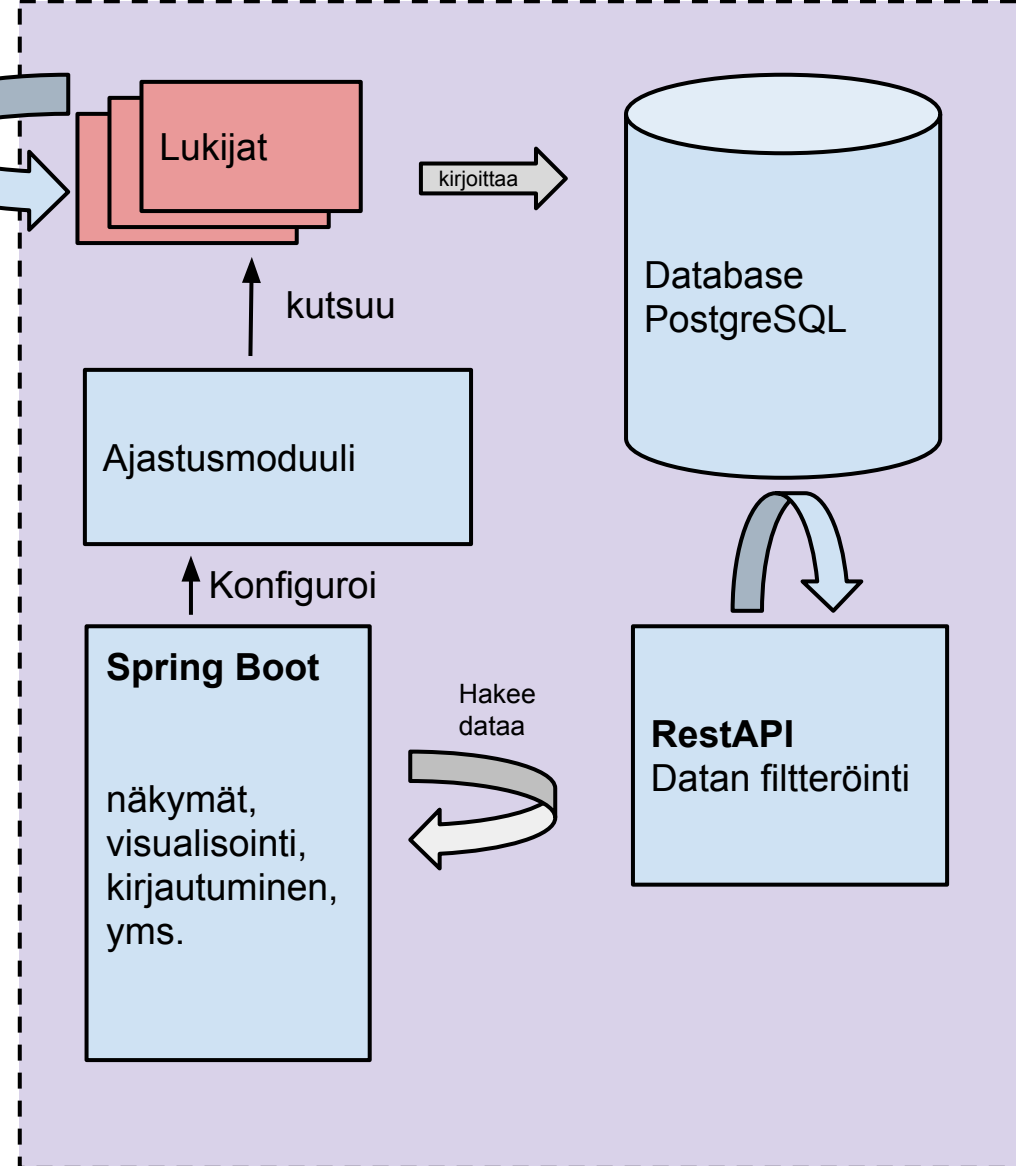 Lukijat
kirjoittaa
Database
PostgreSQL
kutsuu
Ajastusmoduuli
Konfiguroi
Spring Boot
näkymät,
visualisointi,
kirjautuminen,
yms.
Hakee
dataa
RestAPI
Datan filtteröinti